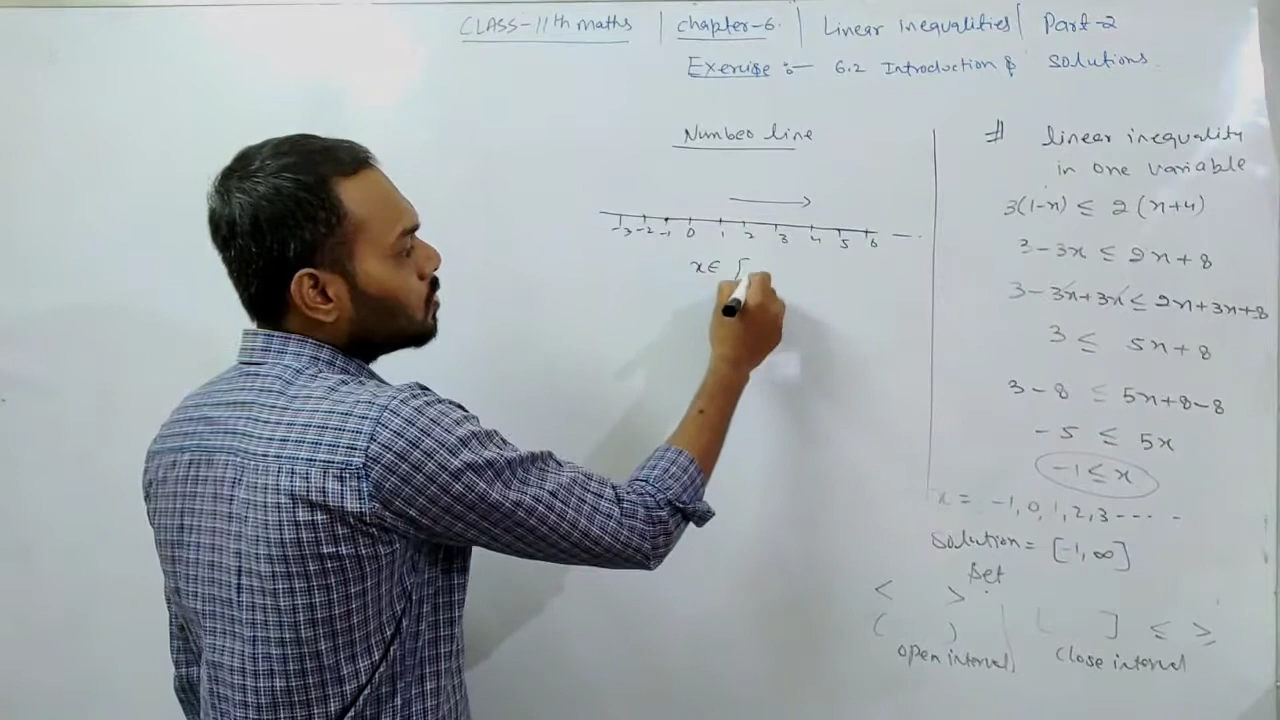 CLASS-11th maths | chapter-6 | Linear Inequalities | Part-2
Exercise :- 6.2 Introduction & solutions
Number line
-3 -2 -1 0 1 2 3 4 5 6 ---
x ∈ [
# linear inequality
in one variable
3(1-x) ≤ 2(x+4)
3-3x ≤ 2x+8
3-3x+3x ≤ 2x+3x+8
3 ≤ 5x+8
3-8 ≤ 5x+8-8
-5 ≤ 5x
-1 ≤ x
x = -1, 0, 1, 2, 3 -----
Solution = [-1, ∞]
Set
< >
( ) | [ ] ≤ ≥
open interval close interval